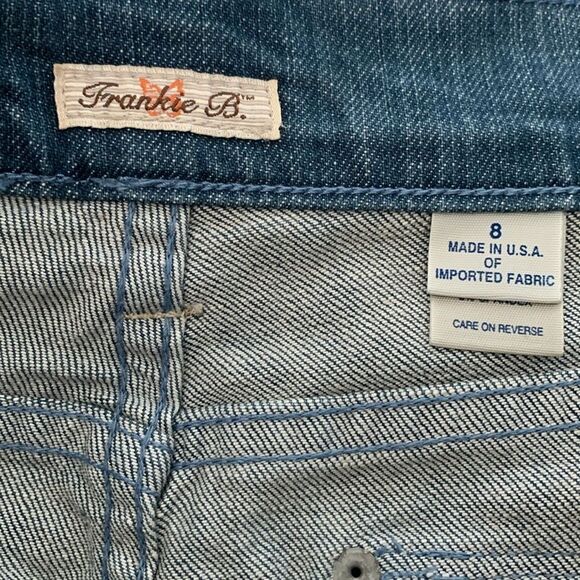 Frankie B.™
8
MADE IN U.S.A.
OF
IMPORTED FABRIC
CARE ON REVERSE